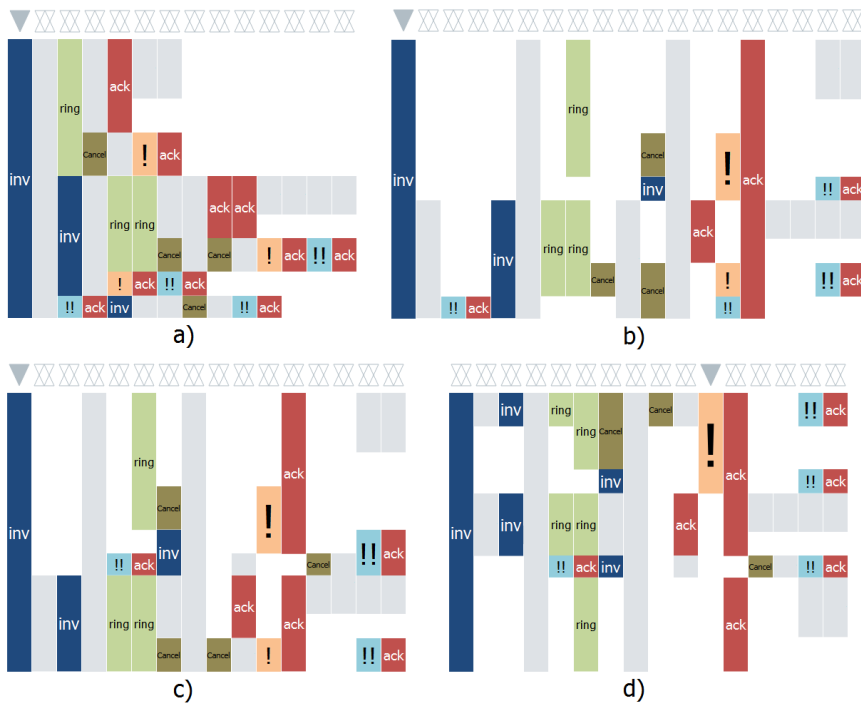 ring
ack
Cancel
!
ack
inv
inv
ring ring
ack ack
Cancel Cancel ! ack !! ack
! ack !! ack
!! ack inv Cancel !! ack
a)
ring
Cancel
!
inv
inv
ack
!! ack
inv
ring ring
ack
Cancel Cancel ! !! ack
!! ack !!
b)
ring
ack
Cancel
!
inv
inv
!! ack
!! ack Cancel
inv
ring ring
ack ack
Cancel Cancel ! !! ack
c)
inv ring Cancel !! ack
ring Cancel !
ack
inv
inv !! ack
inv ring ring ack
!! ack inv Cancel !! ack
ring ack
d)